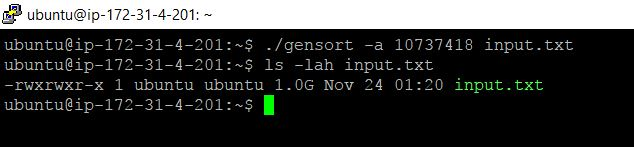 ubuntu@ip-172-31-4-201: ~
ubuntu@ip-172-31-4-201:~$ ./gensort -a 10737418 input.txt
ubuntu@ip-172-31-4-201:~$ ls -lah input.txt
-rwxrwxr-x 1 ubuntu ubuntu 1.0G Nov 24 01:20 input.txt
ubuntu@ip-172-31-4-201:~$